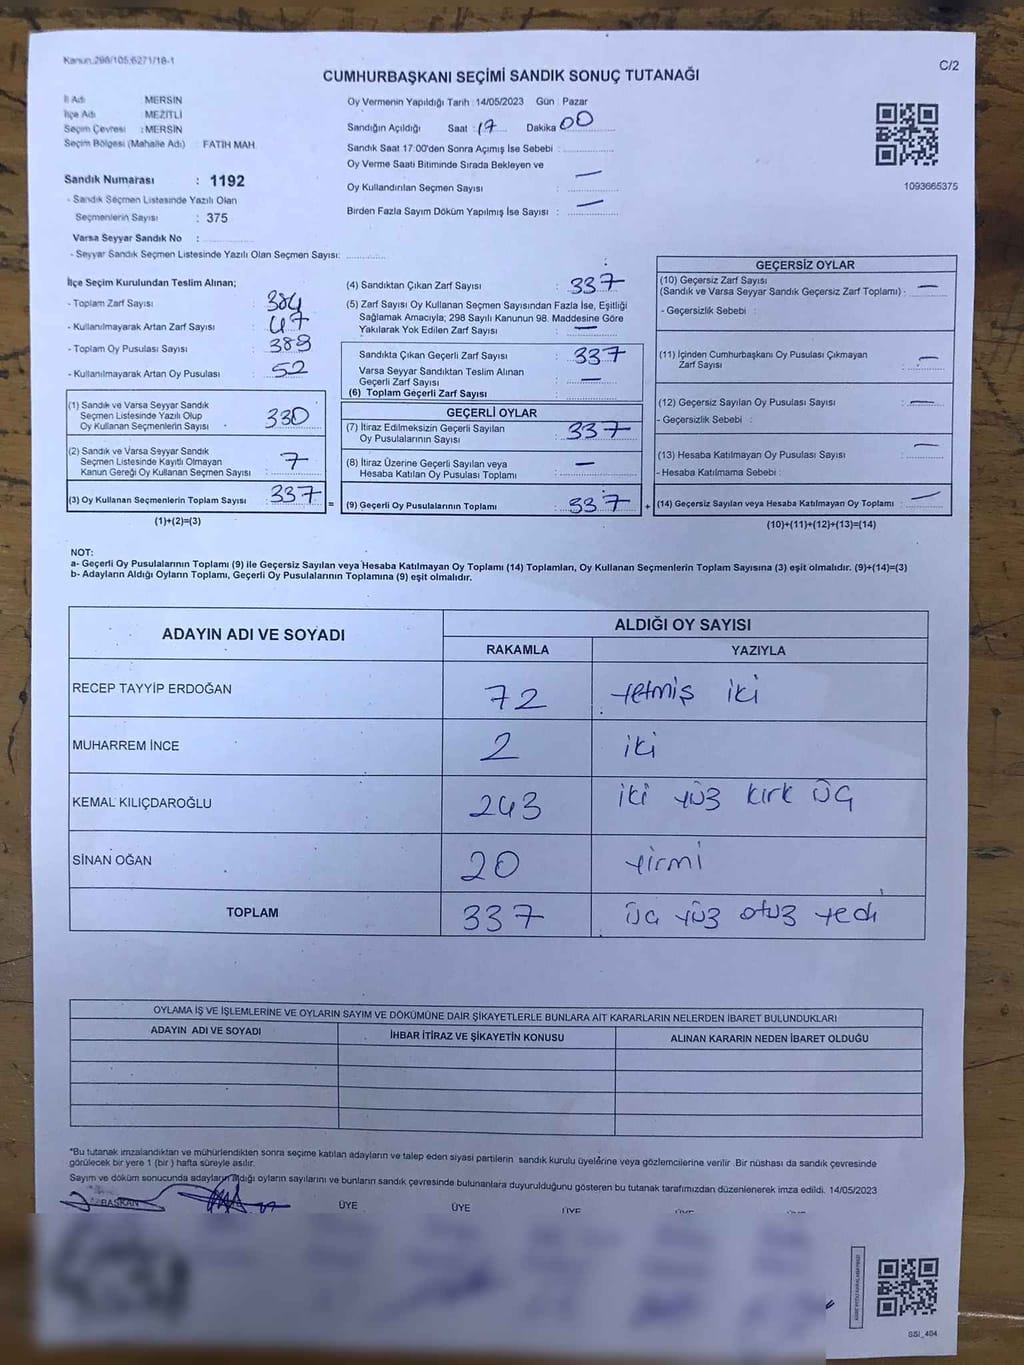 Kanun.298/105,6271/18-1
C/2
CUMHURBAŞKANI SEÇİMİ SANDIK SONUÇ TUTANAĞI
İl Adı MERSİN
İlçe Adı MEZİTLİ
Seçim Çevresi : MERSİN
Seçim Bölgesi (Mahalle Adı) : FATİH MAH.
Sandık Numarası : 1192
- Sandık Seçmen Listesinde Yazılı Olan
Seçmenlerin Sayısı : 375
Varsa Seyyar Sandık No :
- Seyyar Sandık Seçmen Listesinde Yazılı Olan Seçmen Sayısı:
Oy Vermenin Yapıldığı Tarih : 14/05/2023 Gün : Pazar
Sandığın Açıldığı Saat : 17 Dakika 00
Sandık Saat 17:00'den Sonra Açımış İse Sebebi :
Oy Verme Saati Bitiminde Sırada Bekleyen ve
Oy Kullandırılan Seçmen Sayısı : —
Birden Fazla Sayım Döküm Yapılmış İse Sayısı : —
1093665375
İlçe Seçim Kurulundan Teslim Alınan;
- Toplam Zarf Sayısı : 384
- Kullanılmayarak Artan Zarf Sayısı : 47
- Toplam Oy Pusulası Sayısı : 389
- Kullanılmayarak Artan Oy Pusulası : 52
(1) Sandık ve Varsa Seyyar Sandık
Seçmen Listesinde Yazılı Olup
Oy Kullanan Seçmenlerin Sayısı : 330
(2) Sandık ve Varsa Seyyar Sandık
Seçmen Listesinde Kayıtlı Olmayan
Kanun Gereği Oy Kullanan Seçmen Sayısı : 7
(3) Oy Kullanan Seçmenlerin Toplam Sayısı : 337
(1)+(2)=(3)
=
(4) Sandıktan Çıkan Zarf Sayısı : 337
(5) Zarf Sayısı Oy Kullanan Seçmen Sayısından Fazla İse, Eşitliği
Sağlamak Amacıyla; 298 Sayılı Kanunun 98. Maddesine Göre
Yakılarak Yok Edilen Zarf Sayısı : —
Sandıkta Çıkan Geçerli Zarf Sayısı : 337
Varsa Seyyar Sandıktan Teslim Alınan
Geçerli Zarf Sayısı : —
(6) Toplam Geçerli Zarf Sayısı :
GEÇERLİ OYLAR
(7) İtiraz Edilmeksizin Geçerli Sayılan
Oy Pusulalarının Sayısı : 337
(8) İtiraz Üzerine Geçerli Sayılan veya
Hesaba Katılan Oy Pusulası Toplamı : —
(9) Geçerli Oy Pusulalarının Toplamı : 337
+
GEÇERSİZ OYLAR
(10) Geçersiz Zarf Sayısı
(Sandık ve Varsa Seyyar Sandık Geçersiz Zarf Toplamı) : —
- Geçersizlik Sebebi :
(11) İçinden Cumhurbaşkanı Oy Pusulası Çıkmayan
Zarf Sayısı : —
(12) Geçersiz Sayılan Oy Pusulası Sayısı : —
- Geçersizlik Sebebi :
(13) Hesaba Katılmayan Oy Pusulası Sayısı : —
- Hesaba Katılmama Sebebi :
(14) Geçersiz Sayılan veya Hesaba Katılmayan Oy Toplamı : —
(10)+(11)+(12)+(13)=(14)
NOT:
a- Geçerli Oy Pusulalarının Toplamı (9) ile Geçersiz Sayılan veya Hesaba Katılmayan Oy Toplamı (14) Toplamları, Oy Kullanan Seçmenlerin Toplam Sayısına (3) eşit olmalıdır. (9)+(14)=(3)
b- Adayların Aldığı Oyların Toplamı, Geçerli Oy Pusulalarının Toplamına (9) eşit olmalıdır.
ADAYIN ADI VE SOYADI
ALDIĞI OY SAYISI
RAKAMLA YAZIYLA
RECEP TAYYİP ERDOĞAN 72 yetmiş iki
MUHARREM İNCE 2 iki
KEMAL KILIÇDAROĞLU 243 iki yüz kırk üç
SİNAN OĞAN 20 yirmi
TOPLAM 337 üç yüz otuz yedi
OYLAMA İŞ VE İŞLEMLERİNE VE OYLARIN SAYIM VE DÖKÜMÜNE DAİR ŞİKAYETLERLE BUNLARA AİT KARARLARIN NELERDEN İBARET BULUNDUKLARI
ADAYIN ADI VE SOYADI İHBAR İTİRAZ VE ŞİKAYETİN KONUSU ALINAN KARARIN NEDEN İBARET OLDUĞU
*Bu tutanak imzalandıktan ve mühürlendikten sonra seçime katılan adayların ve talep eden siyasi partilerin sandık kurulu üyelerine veya gözlemcilerine verilir .Bir nüshası da sandık çevresinde
görülecek bir yere 1 (bir) hafta süreyle asılır.
Sayım ve döküm sonucunda adayların aldığı oyların sayılarını ve bunların sandık çevresinde bulunanlara duyurulduğunu gösteren bu tutanak tarafımızdan düzenlenerek imza edildi. 14/05/2023
BAŞKAN ÜYE ÜYE ÜYE